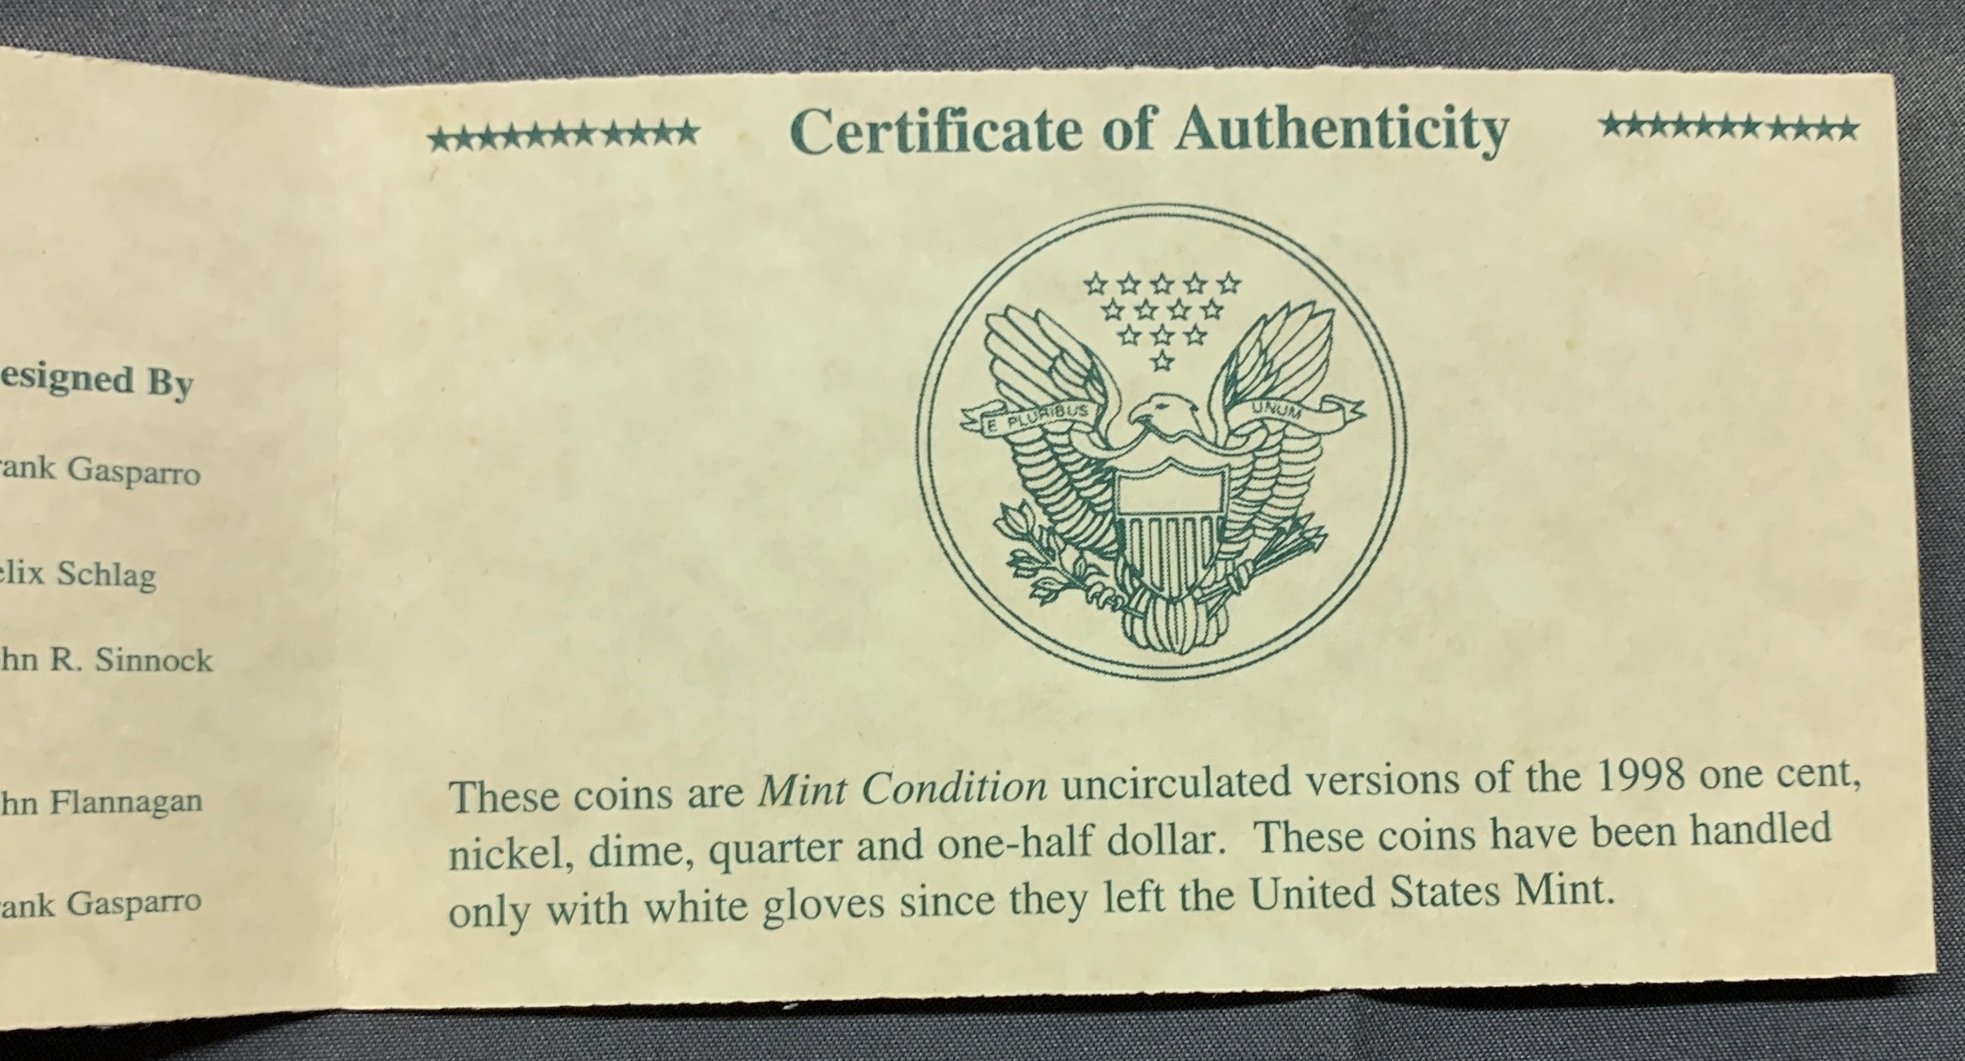 Certificate of Authenticity
E PLURIBUS UNUM
esigned By
ank Gasparro
lix Schlag
hn R. Sinnock
hn Flannagan
ank Gasparro
These coins are Mint Condition uncirculated versions of the 1998 one cent,
nickel, dime, quarter and one-half dollar. These coins have been handled
only with white gloves since they left the United States Mint.